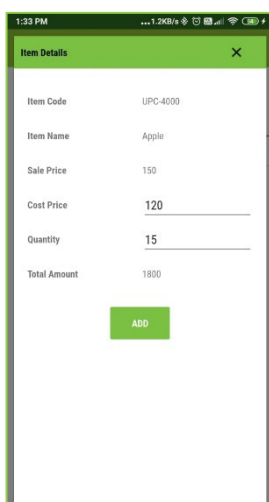 1:33 PM ...1.2KB/s
Item Details
Item Code UPC-4000
Item Name Apple
Sale Price 150
Cost Price 120
Quantity 15
Total Amount 1800
ADD